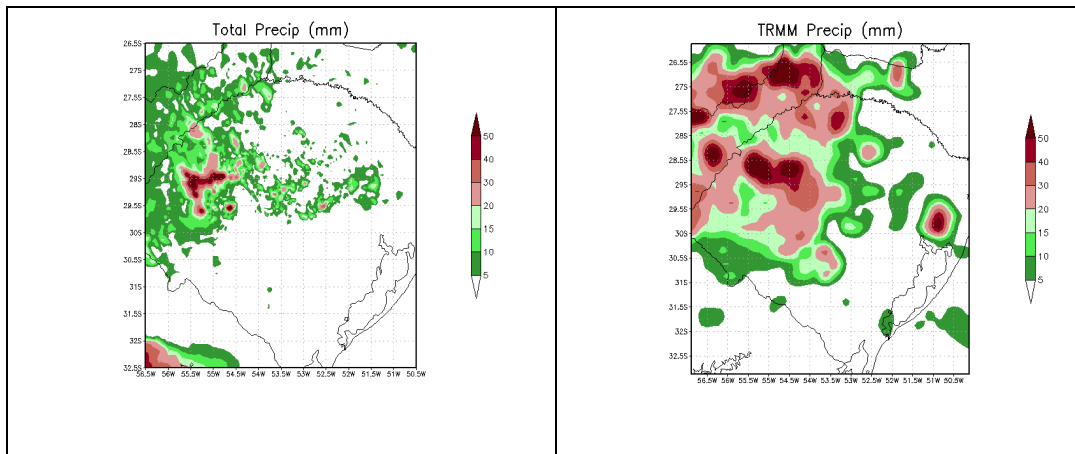 Total Precip (mm)
26.5S
27S
27.5S
28S
28.5S
29S
29.5S
30S
30.5S
31S
31.5S
32S
32.5S
56.5W 56W 55.5W 55W 54.5W 54W 53.5W 53W 52.5W 52W 51.5W 51W 50.5W
50
40
30
20
15
10
5
TRMM Precip (mm)
26.5S
27S
27.5S
28S
28.5S
29S
29.5S
30S
30.5S
31S
31.5S
32S
32.5S
56.5W 56W 55.5W 55W 54.5W 54W 53.5W 53W 52.5W 52W 51.5W 51W 50.5W
50
40
30
20
15
10
5